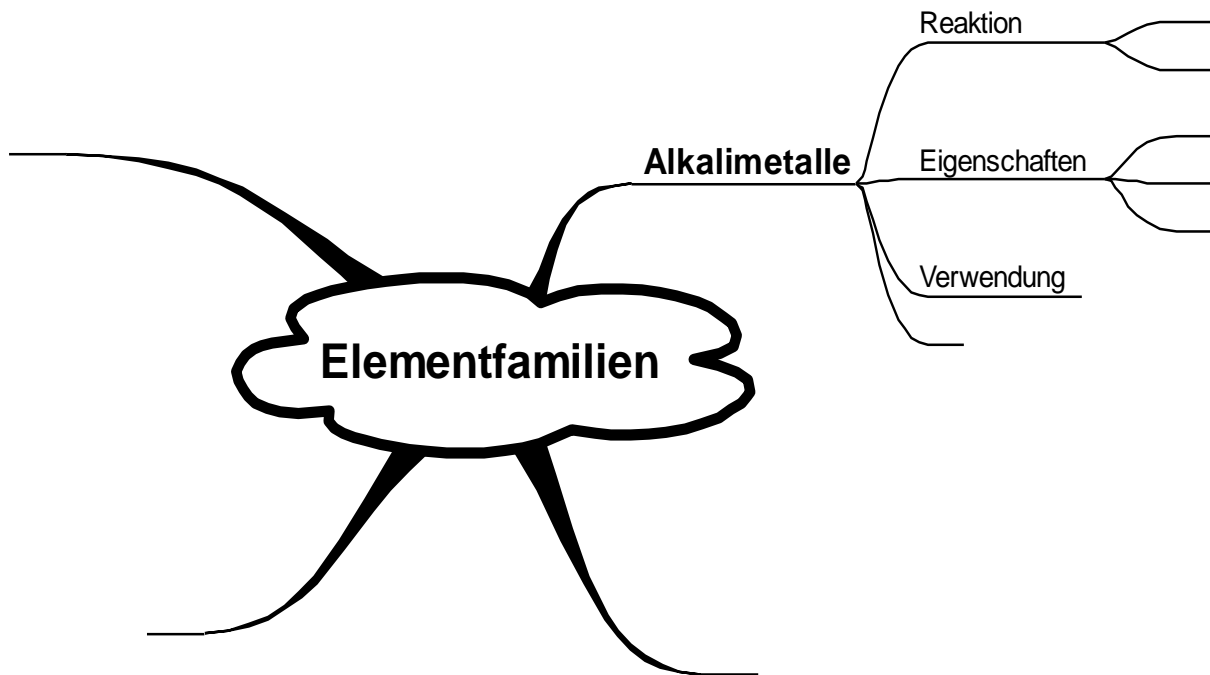 Reaktion
Alkalimetalle
Eigenschaften
Verwendung
Elementfamilien